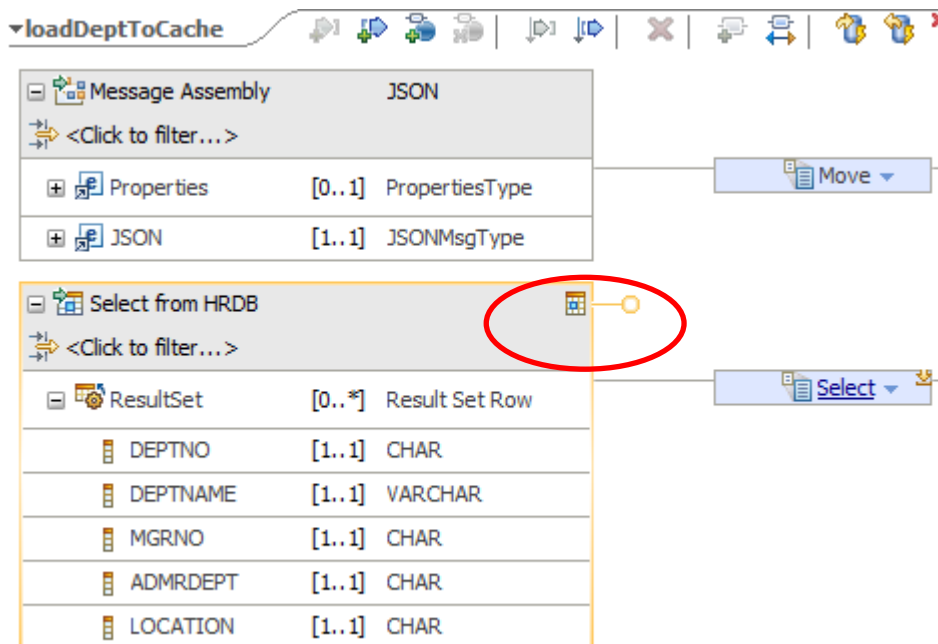 loadDeptToCache
Message Assembly JSON
<Click to filter...>
Properties [0..1] PropertiesType
Move
JSON [1..1] JSONMsgType
Select from HRDB
<Click to filter...>
ResultSet [0..*] Result Set Row
Select
DEPTNO [1..1] CHAR
DEPTNAME [1..1] VARCHAR
MGRNO [1..1] CHAR
ADMRDEPT [1..1] CHAR
LOCATION [1..1] CHAR